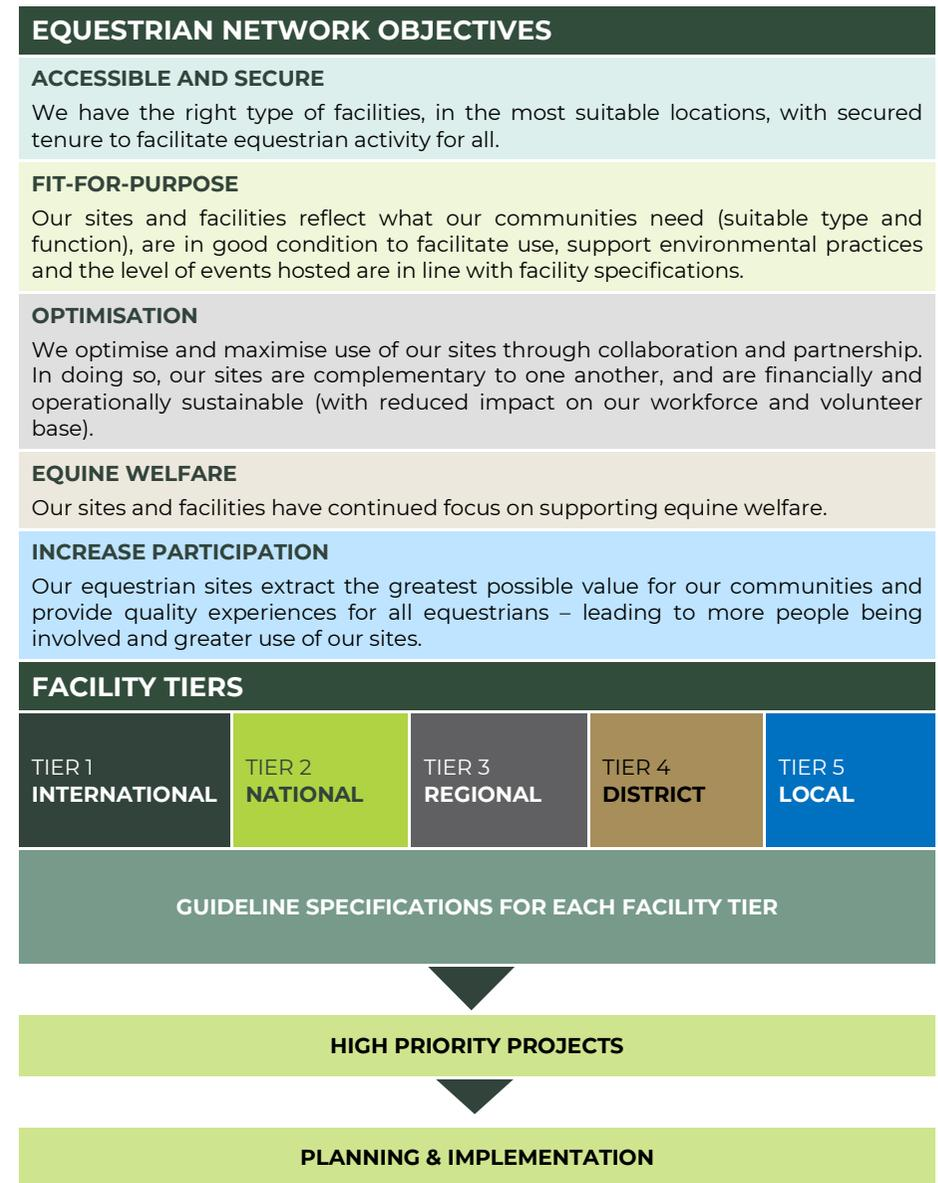 EQUESTRIAN NETWORK OBJECTIVES
ACCESSIBLE AND SECURE
We have the right type of facilities, in the most suitable locations, with secured
tenure to facilitate equestrian activity for all.
FIT-FOR-PURPOSE
Our sites and facilities reflect what our communities need (suitable type and
function), are in good condition to facilitate use, support environmental practices
and the level of events hosted are in line with facility specifications.
OPTIMISATION
We optimise and maximise use of our sites through collaboration and partnership.
In doing so, our sites are complementary to one another, and are financially and
operationally sustainable (with reduced impact on our workforce and volunteer
base).
EQUINE WELFARE
Our sites and facilities have continued focus on supporting equine welfare.
INCREASE PARTICIPATION
Our equestrian sites extract the greatest possible value for our communities and
provide quality experiences for all equestrians – leading to more people being
involved and greater use of our sites.
FACILITY TIERS
TIER 1
INTERNATIONAL
TIER 2
NATIONAL
TIER 3
REGIONAL
TIER 4
DISTRICT
TIER 5
LOCAL
GUIDELINE SPECIFICATIONS FOR EACH FACILITY TIER
HIGH PRIORITY PROJECTS
PLANNING & IMPLEMENTATION